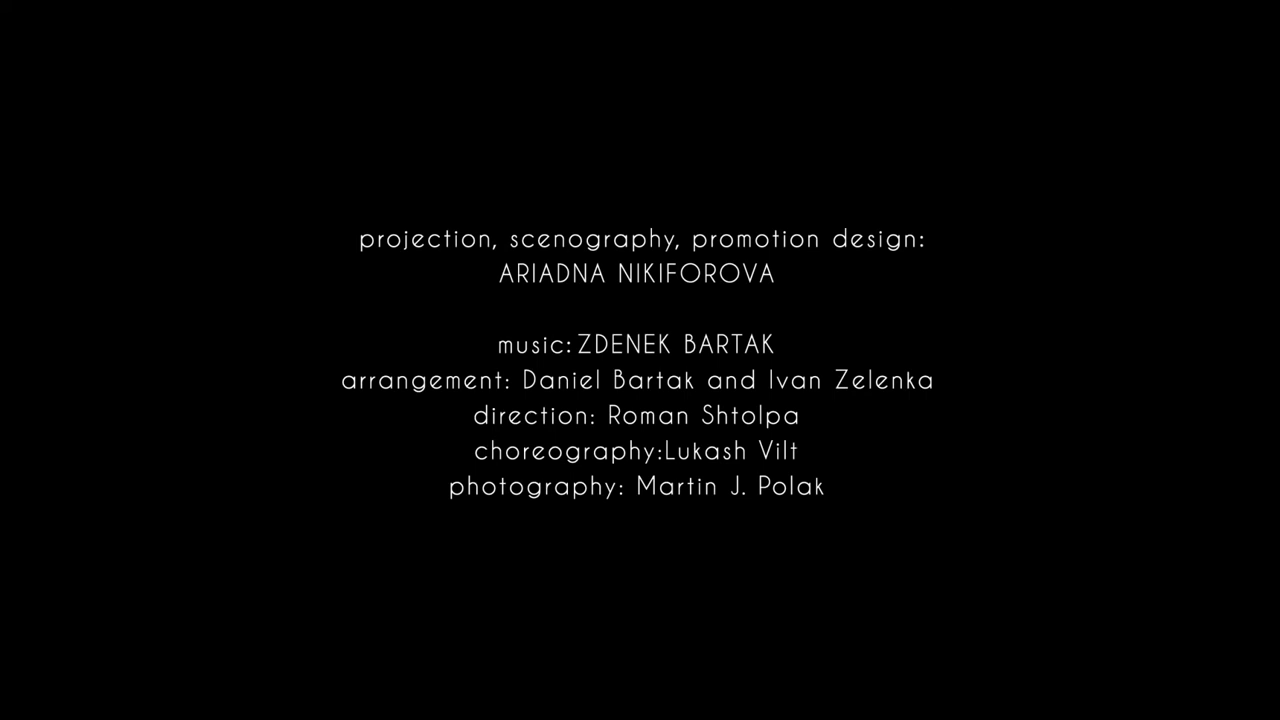 projection, scenography, promotion design:
ARIADNA NIKIFOROVA
music: ZDENEK BARTAK
arrangement: Daniel Bartak and Ivan Zelenka
direction: Roman Shtolpa
choreography:Lukash Vilt
photography: Martin J. Polak